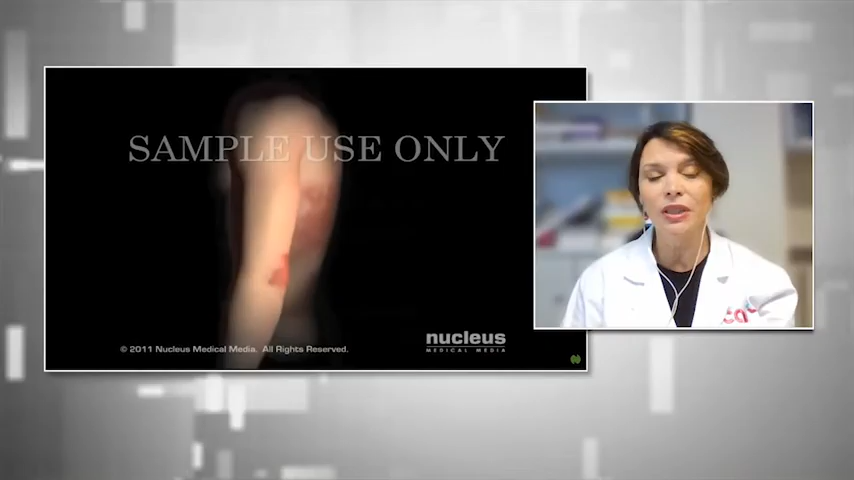 SAMPLE USE ONLY
© 2011 Nucleus Medical Media. All Rights Reserved.
nucleus
MEDICAL MEDIA